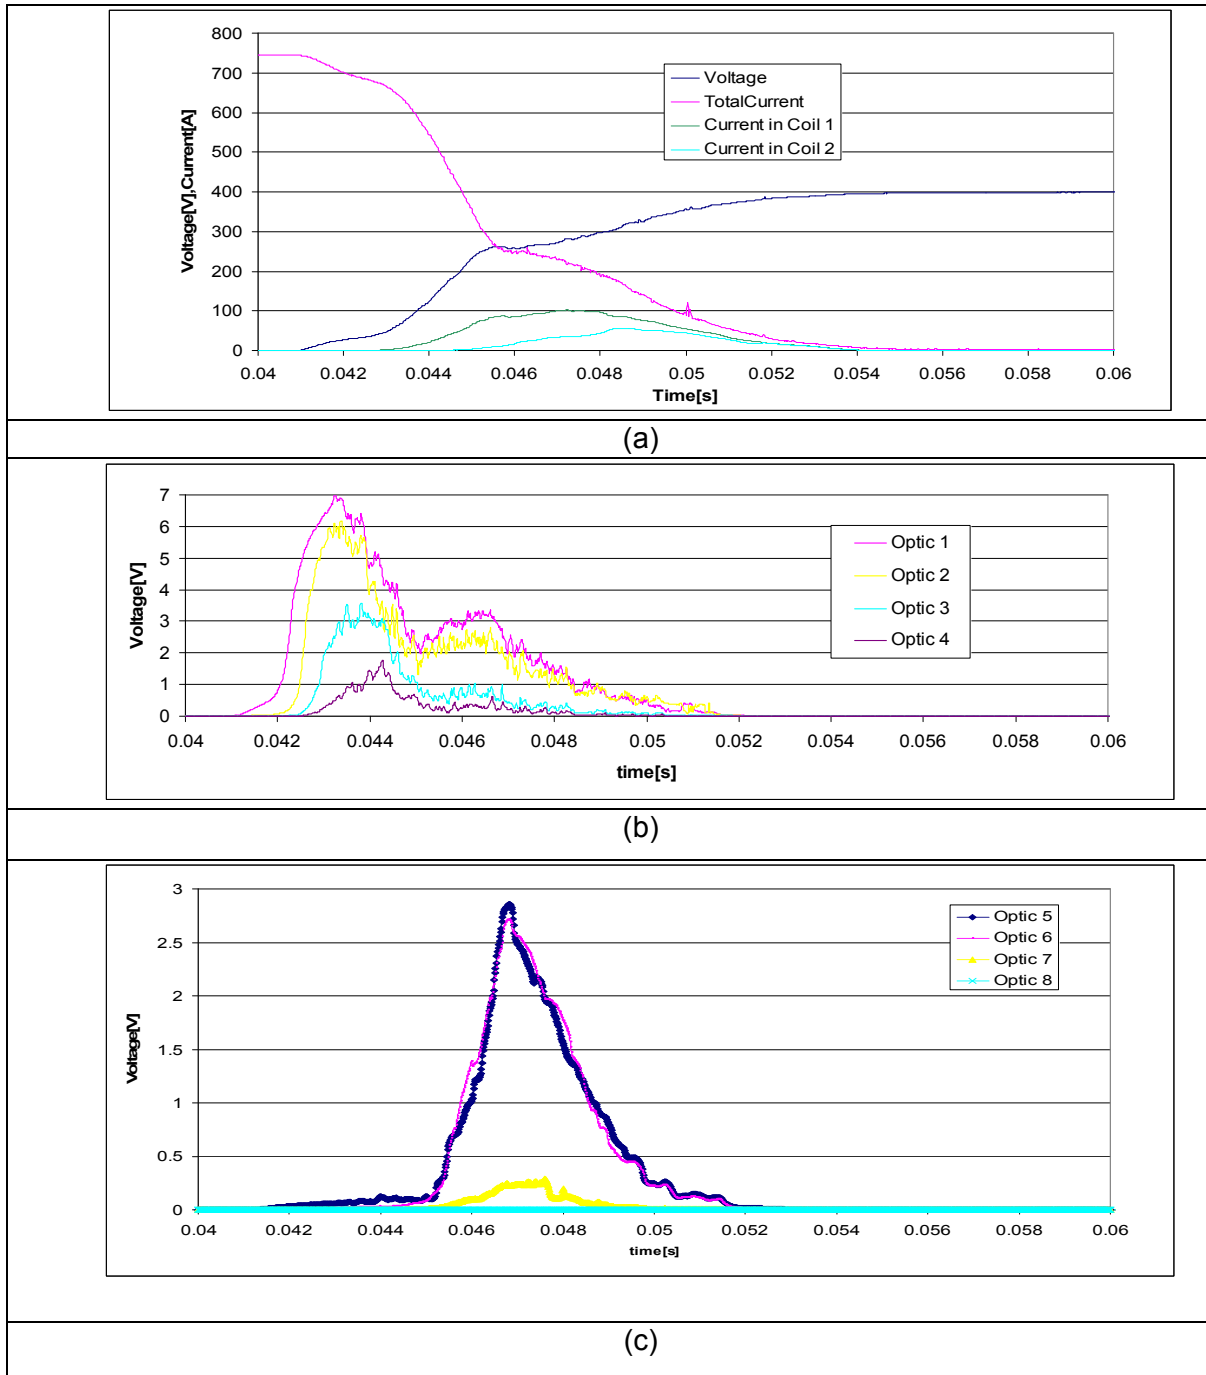 800
700
600
500
400
300
200
100
0
Voltage[V],Current[A]
Voltage
TotalCurrent
Current in Coil 1
Current in Coil 2
0.04 0.042 0.044 0.046 0.048 0.05 0.052 0.054 0.056 0.058 0.06
Time[s]
(a)
7
6
5
4
3
2
1
0
Voltage[V]
Optic 1
Optic 2
Optic 3
Optic 4
0.04 0.042 0.044 0.046 0.048 0.05 0.052 0.054 0.056 0.058 0.06
time[s]
(b)
3
2.5
2
1.5
1
0.5
0
Voltage[V]
Optic 5
Optic 6
Optic 7
Optic 8
0.04 0.042 0.044 0.046 0.048 0.05 0.052 0.054 0.056 0.058 0.06
time[s]
(c)